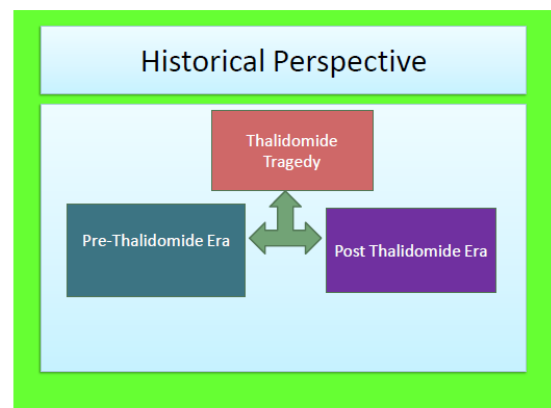 Historical Perspective
Thalidomide
Tragedy
Pre-Thalidomide Era
Post Thalidomide Era